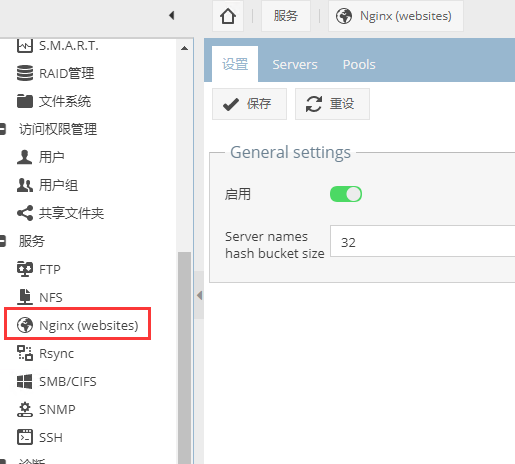 服务
Nginx (websites)
S.M.A.R.T.
RAID管理
文件系统
访问权限管理
用户
用户组
共享文件夹
服务
FTP
NFS
Nginx (websites)
Rsync
SMB/CIFS
SNMP
SSH
诊断
设置 Servers Pools
保存 重设
General settings
启用
Server names
hash bucket size
32